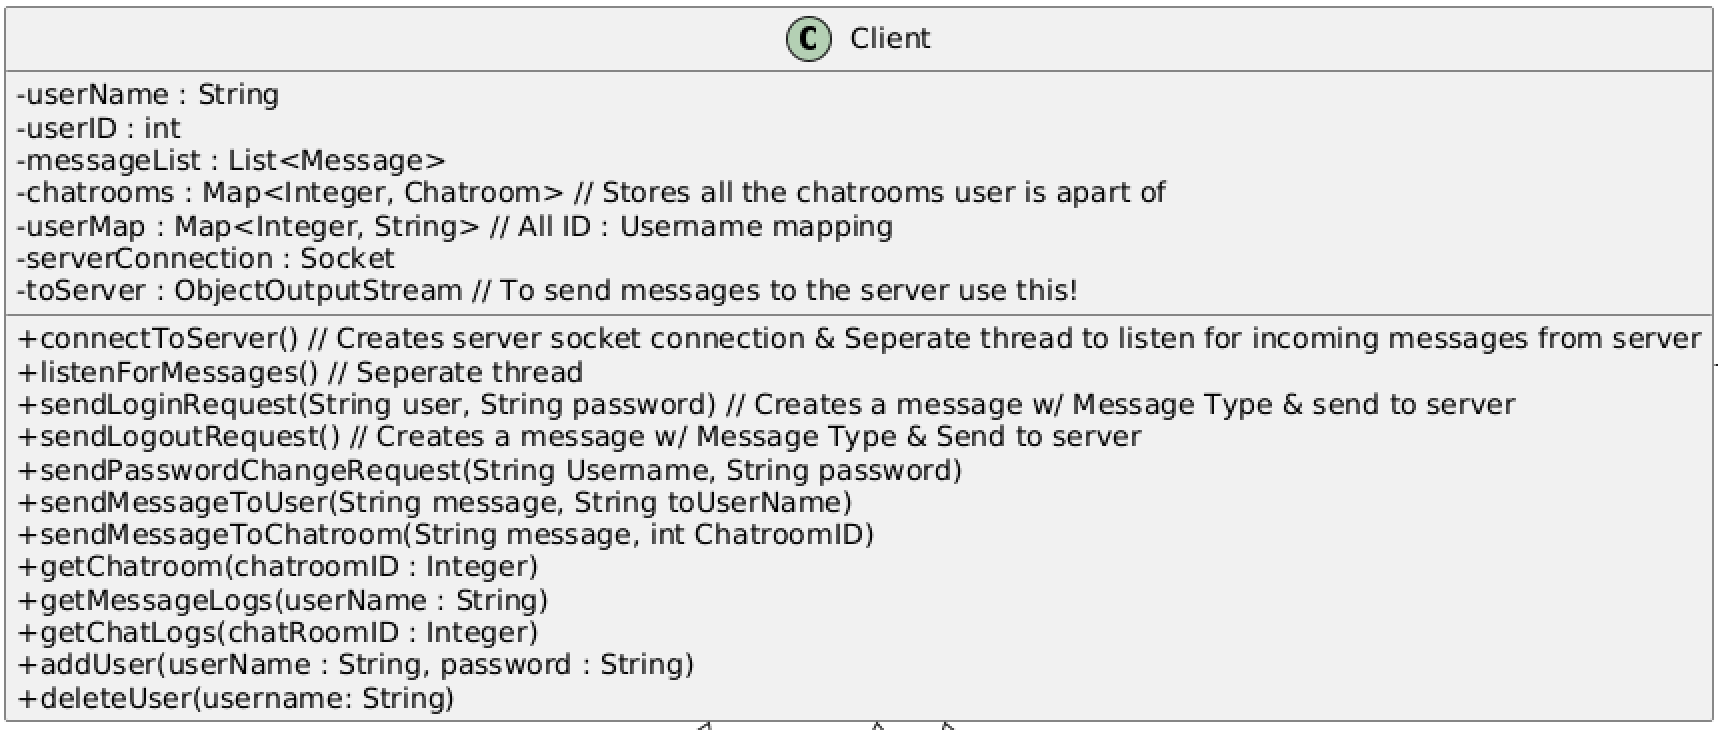 C Client
-userName : String
-userID : int
-messageList : List<Message>
-chatrooms : Map<Integer, Chatroom> // Stores all the chatrooms user is apart of
-userMap : Map<Integer, String> // All ID : Username mapping
-serverConnection : Socket
-toServer : ObjectOutputStream // To send messages to the server use this!
+connectToServer() // Creates server socket connection & Seperate thread to listen for incoming messages from server
+listenForMessages() // Seperate thread
+sendLoginRequest(String user, String password) // Creates a message w/ Message Type & send to server
+sendLogoutRequest() // Creates a message w/ Message Type & Send to server
+sendPasswordChangeRequest(String Username, String password)
+sendMessageToUser(String message, String toUserName)
+sendMessageToChatroom(String message, int ChatroomID)
+getChatroom(chatroomID : Integer)
+getMessageLogs(userName : String)
+getChatLogs(chatRoomID : Integer)
+addUser(userName : String, password : String)
+deleteUser(username: String)